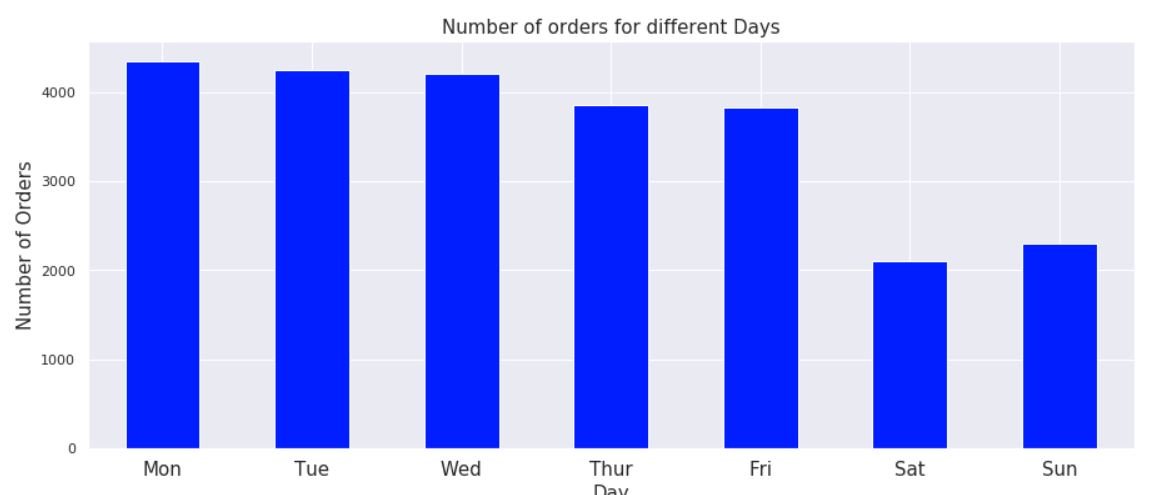 Number of orders for different Days
Number of Orders
4000
3000
2000
1000
0
Mon Tue Wed Thur Fri Sat Sun
Day